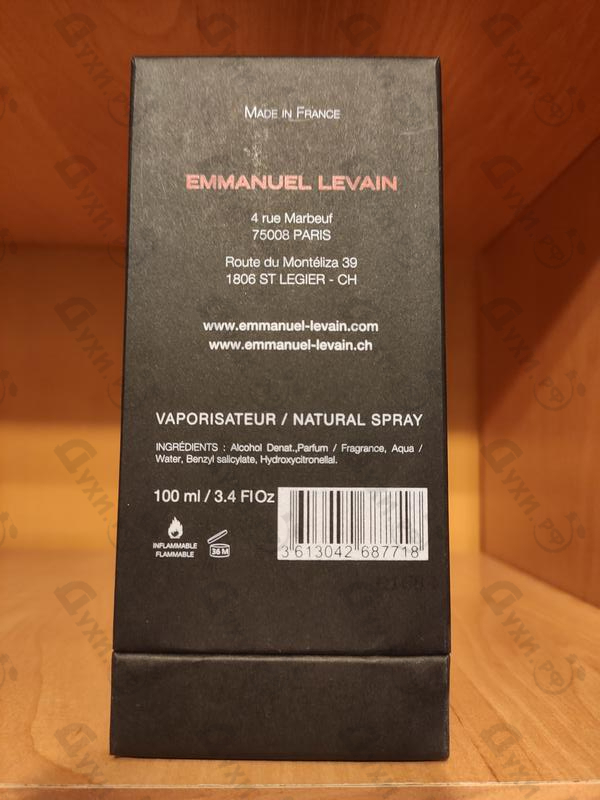 MADE IN FRANCE
EMMANUEL LEVAIN
4 rue Marbeuf
75008 PARIS
Route du Montéliza 39
1806 ST LEGIER - CH
www.emmanuel-levain.com
www.emmanuel-levain.ch
VAPORISATEUR / NATURAL SPRAY
INGRÉDIENTS : Alcohol Denat.,Parfum / Fragrance, Aqua /
Water, Benzyl salicylate, Hydroxycitronellal.
100 ml / 3.4 FlOz
INFLAMMABLE
FLAMMABLE
36 M
3 613042 687718
Духи.рф